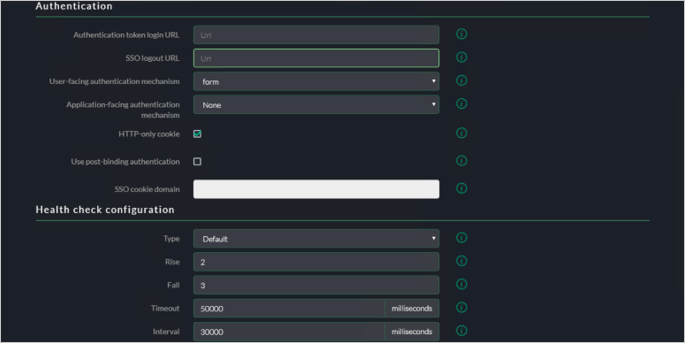 Authentication
Authentication token login URL Url
SSO logout URL Url
User-facing authentication mechanism form
Application-facing authentication
mechanism None
HTTP-only cookie
Use post-binding authentication
SSO cookie domain
Health check configuration
Type Default
Rise 2
Fall 3
Timeout 50000 milliseconds
Interval 30000 milliseconds